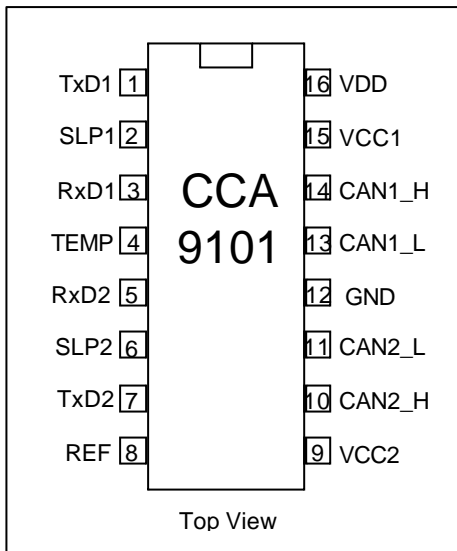 TxD1 1 16 VDD
SLP1 2 15 VCC1
RxD1 3 CCA 14 CAN1_H
TEMP 4 9101 13 CAN1_L
RxD2 5 12 GND
SLP2 6 11 CAN2_L
TxD2 7 10 CAN2_H
REF 8 9 VCC2
Top View